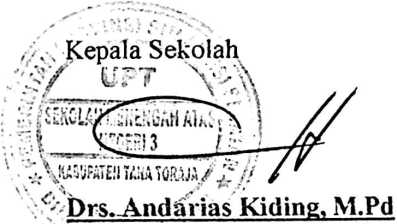 Kepala Sekolah
UPT
SEKOLAH MENENGAH ATAS
NEGERI 3
KABUPATEN TANA TORAJA
Drs. Andarias Kiding, M.Pd